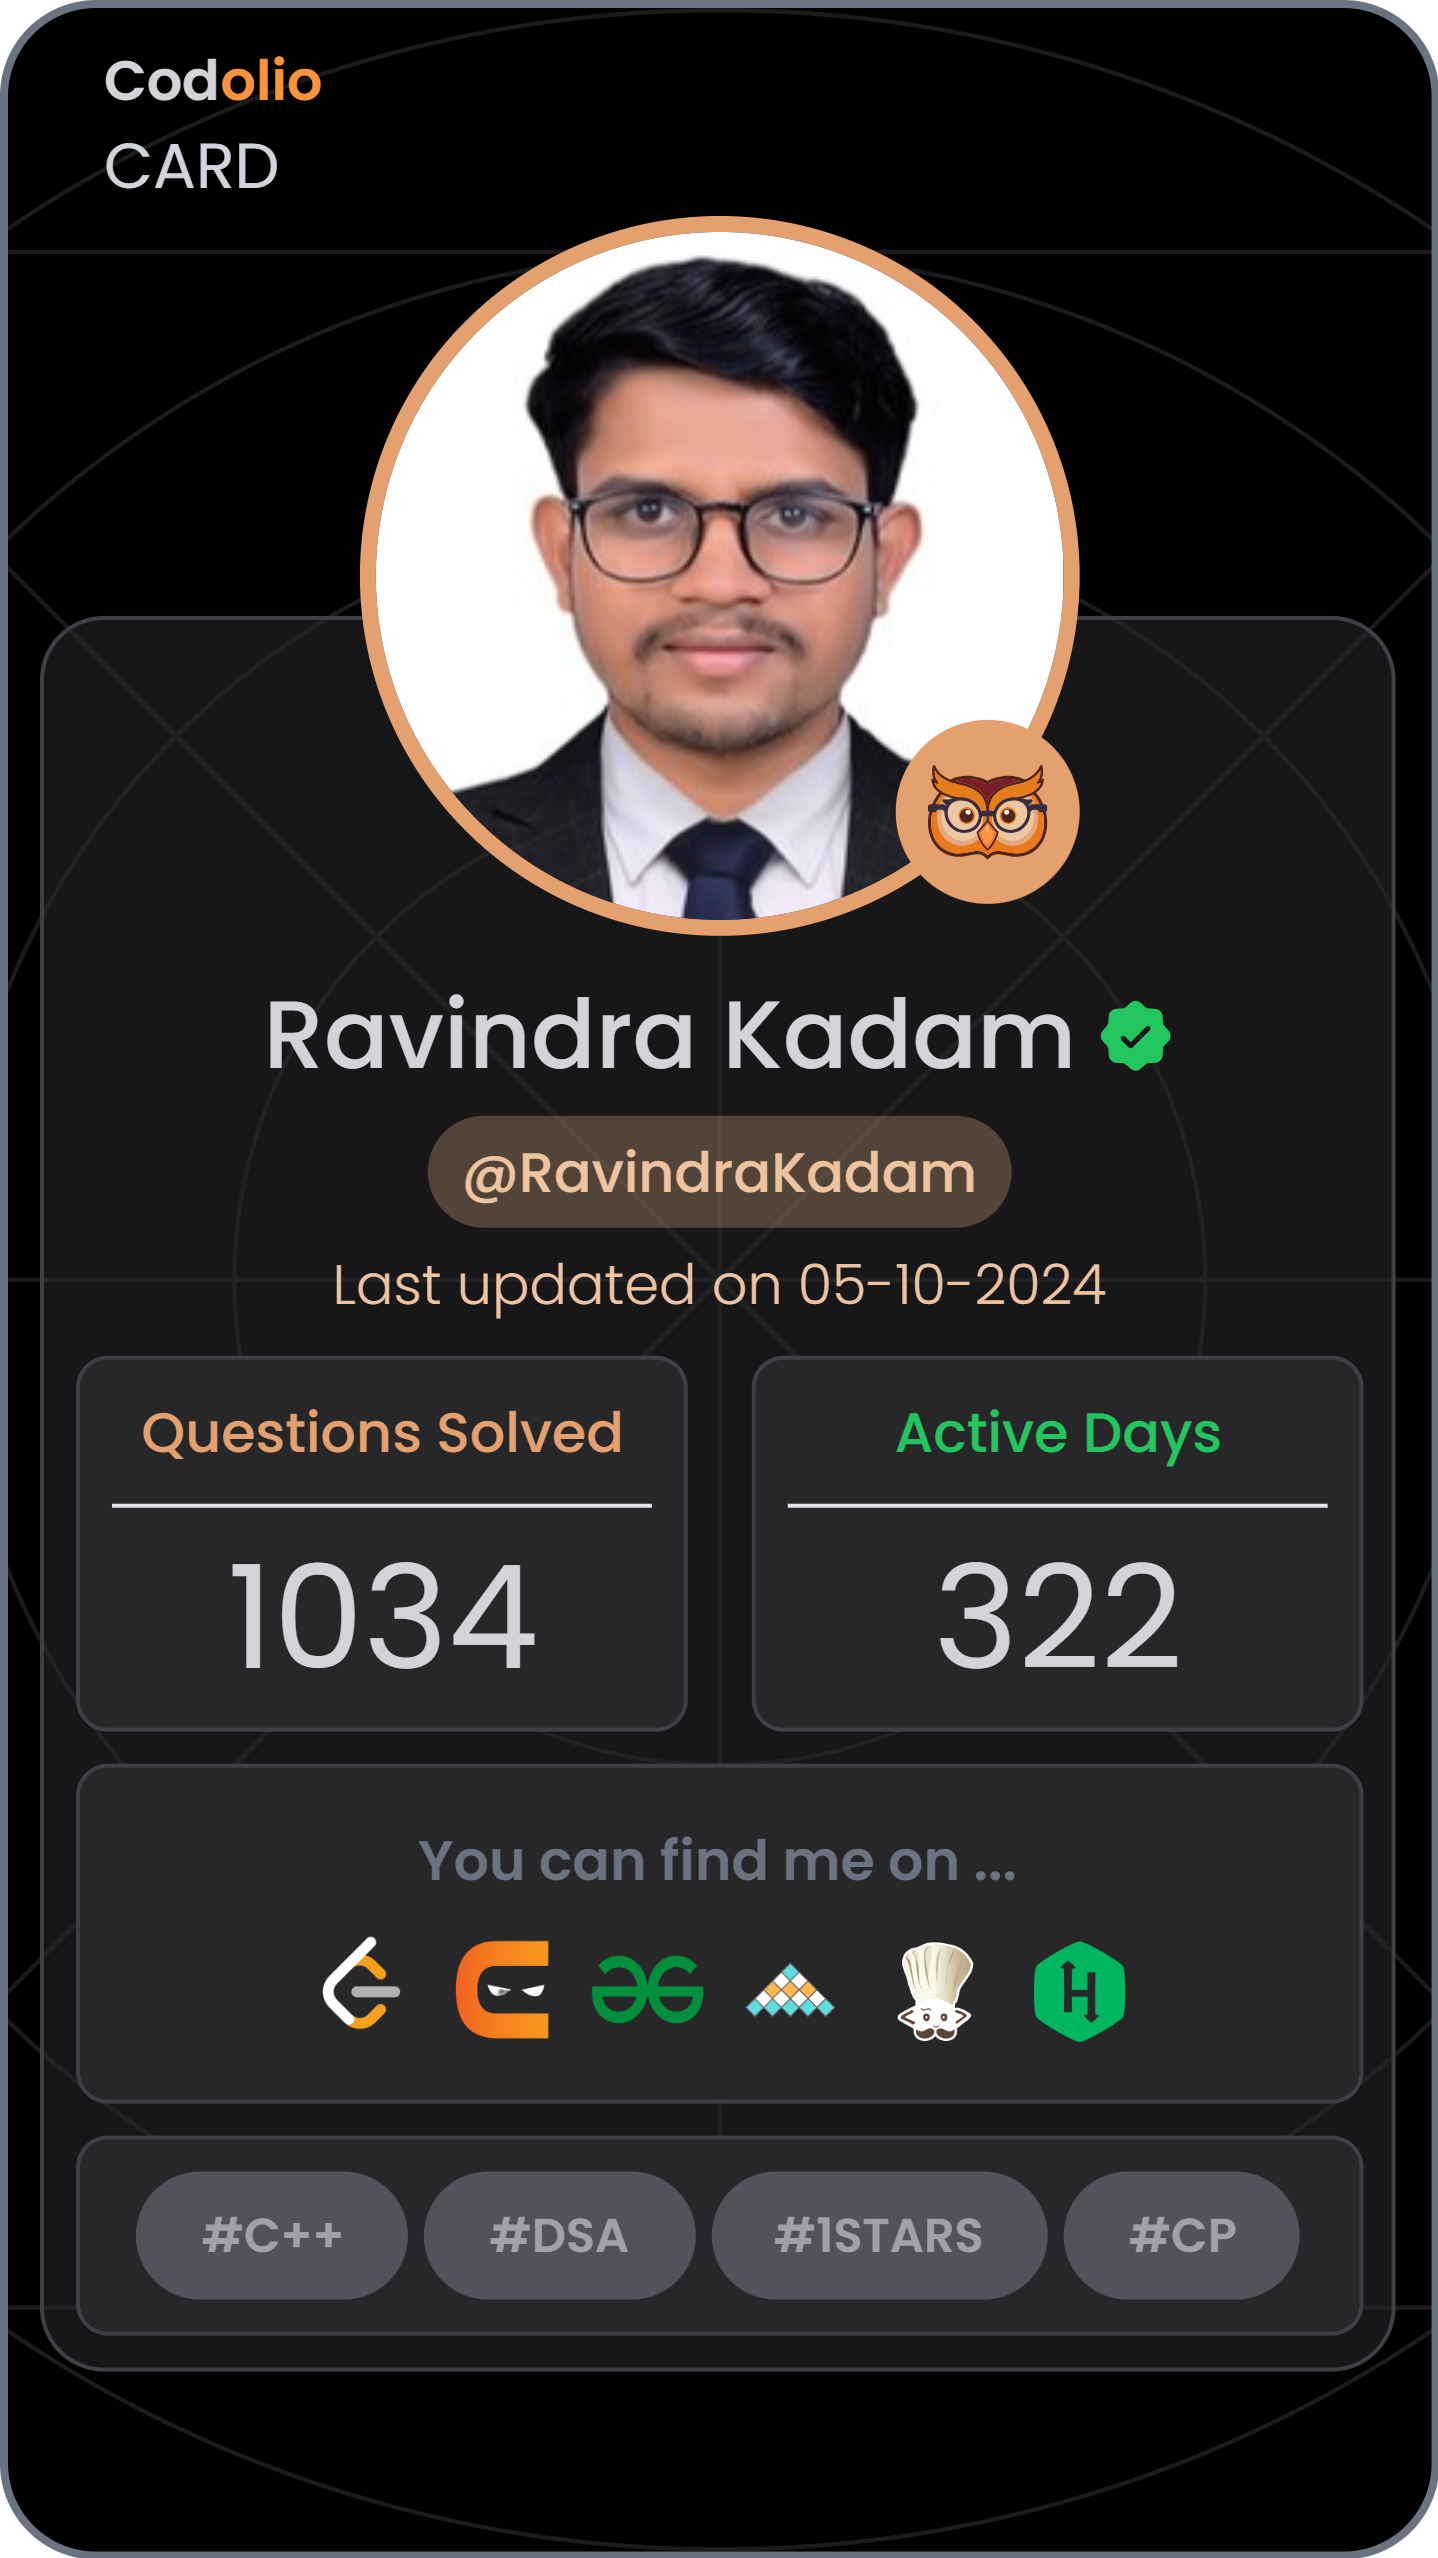 Codolio
CARD
Ravindra Kadam
@RavindraKadam
Last updated on 05-10-2024
Questions Solved
Active Days
1034
322
You can find me on ...
#C++ #DSA #1STARS #CP